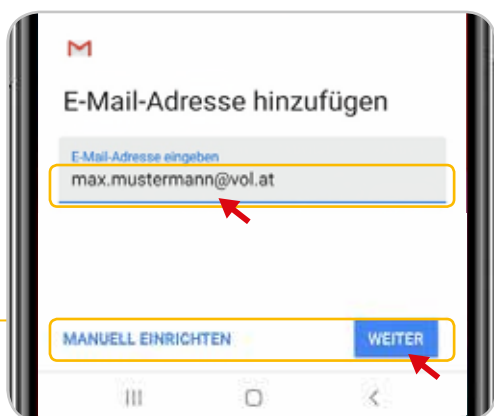 E-Mail-Adresse hinzufügen
E-Mail-Adresse eingeben
max.mustermann@vol.at
MANUELL EINRICHTEN WEITER